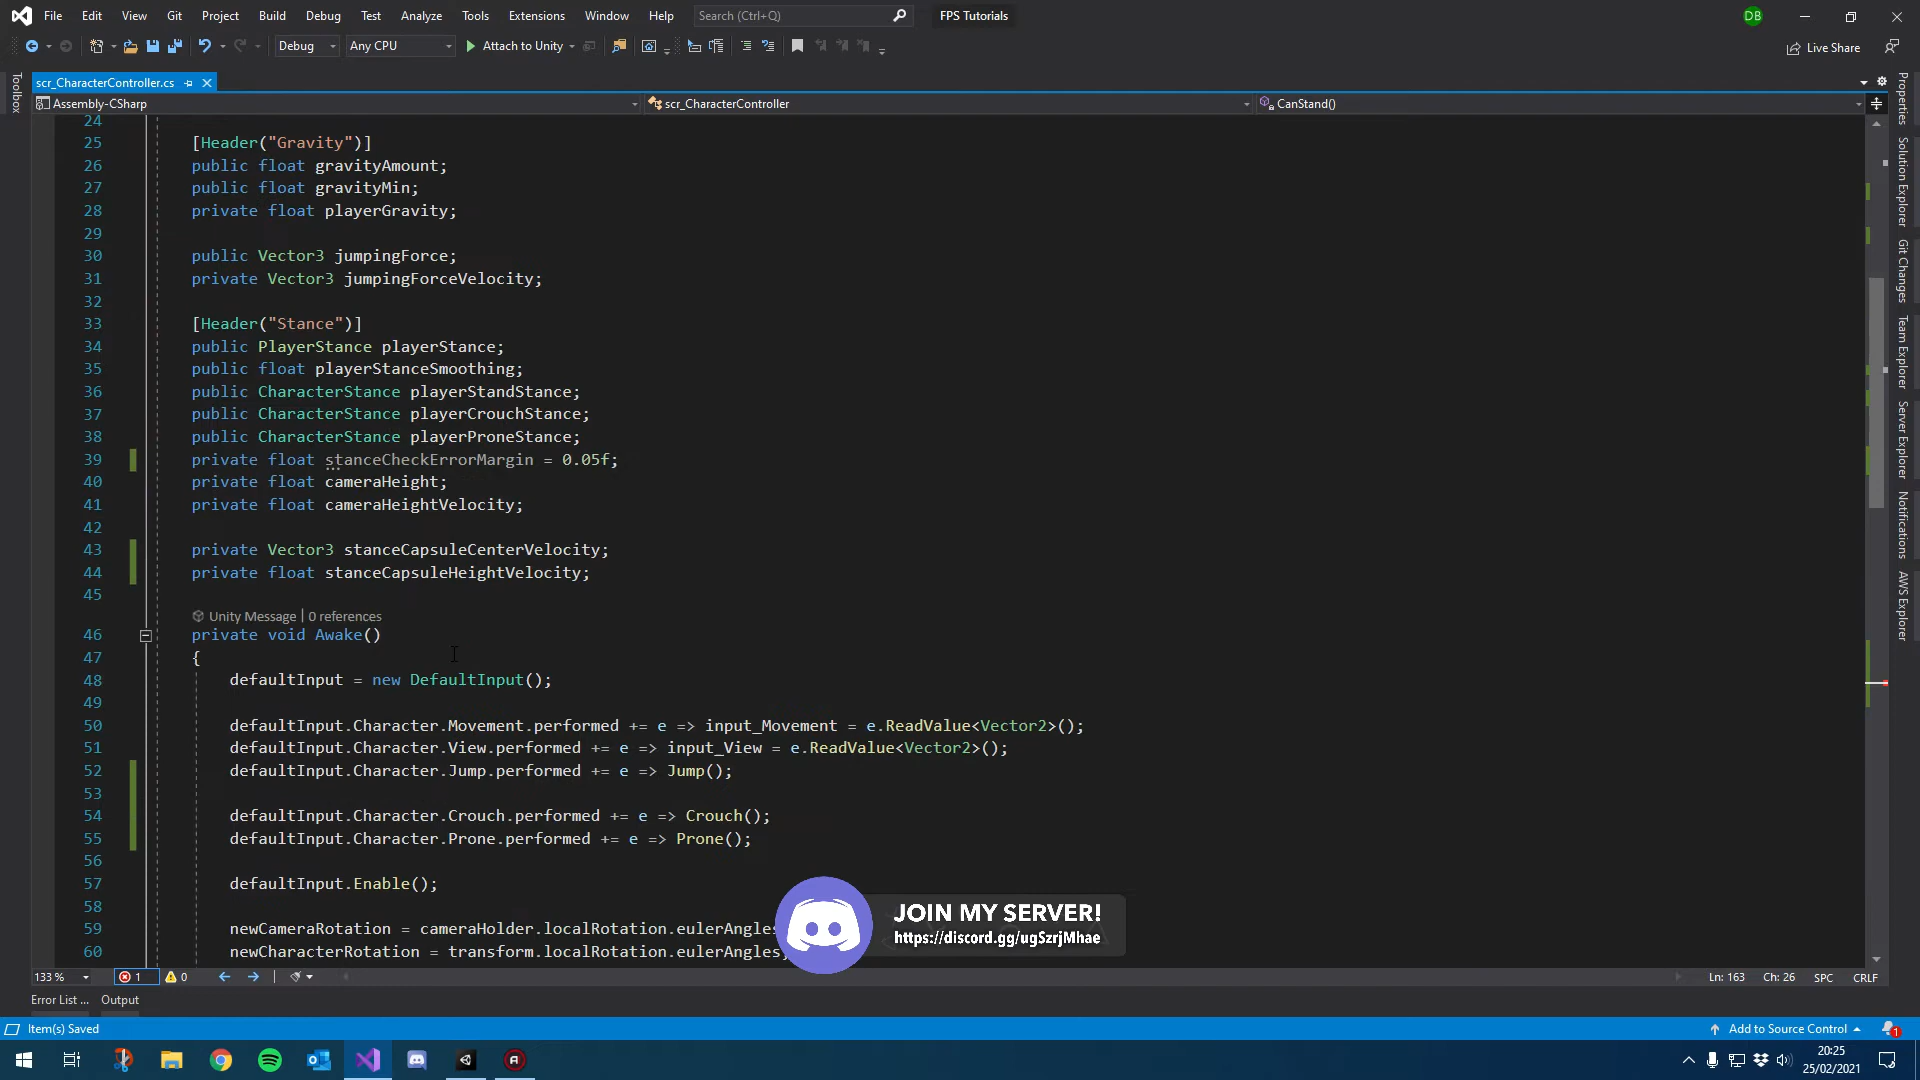 File Edit View Git Project Build Debug Test Analyze Tools Extensions Window Help Search (Ctrl+Q) FPS Tutorials DB
Debug Any CPU Attach to Unity Live Share
Toolbox
scr_CharacterController.cs
Assembly-CSharp scr_CharacterController CanStand()
24
25 [Header("Gravity")]
26 public float gravityAmount;
27 public float gravityMin;
28 private float playerGravity;
29
30 public Vector3 jumpingForce;
31 private Vector3 jumpingForceVelocity;
32
33 [Header("Stance")]
34 public PlayerStance playerStance;
35 public float playerStanceSmoothing;
36 public CharacterStance playerStandStance;
37 public CharacterStance playerCrouchStance;
38 public CharacterStance playerProneStance;
39 private float stanceCheckErrorMargin = 0.05f;
40 private float cameraHeight;
41 private float cameraHeightVelocity;
42
43 private Vector3 stanceCapsuleCenterVelocity;
44 private float stanceCapsuleHeightVelocity;
45
Unity Message | 0 references
46 private void Awake()
47 {
48 defaultInput = new DefaultInput();
49
50 defaultInput.Character.Movement.performed += e => input_Movement = e.ReadValue<Vector2>();
51 defaultInput.Character.View.performed += e => input_View = e.ReadValue<Vector2>();
52 defaultInput.Character.Jump.performed += e => Jump();
53
54 defaultInput.Character.Crouch.performed += e => Crouch();
55 defaultInput.Character.Prone.performed += e => Prone();
56
57 defaultInput.Enable();
58
59 newCameraRotation = cameraHolder.localRotation.eulerAngles
60 newCharacterRotation = transform.localRotation.eulerAngles;
JOIN MY SERVER!
https://discord.gg/ugSzrjMhae
Properties
Solution Explorer
Git Changes
Team Explorer
Server Explorer
Notifications
AWS Explorer
133 % 1 0 Ln: 163 Ch: 26 SPC CRLF
Error List ... Output
Item(s) Saved Add to Source Control 1
20:25
25/02/2021